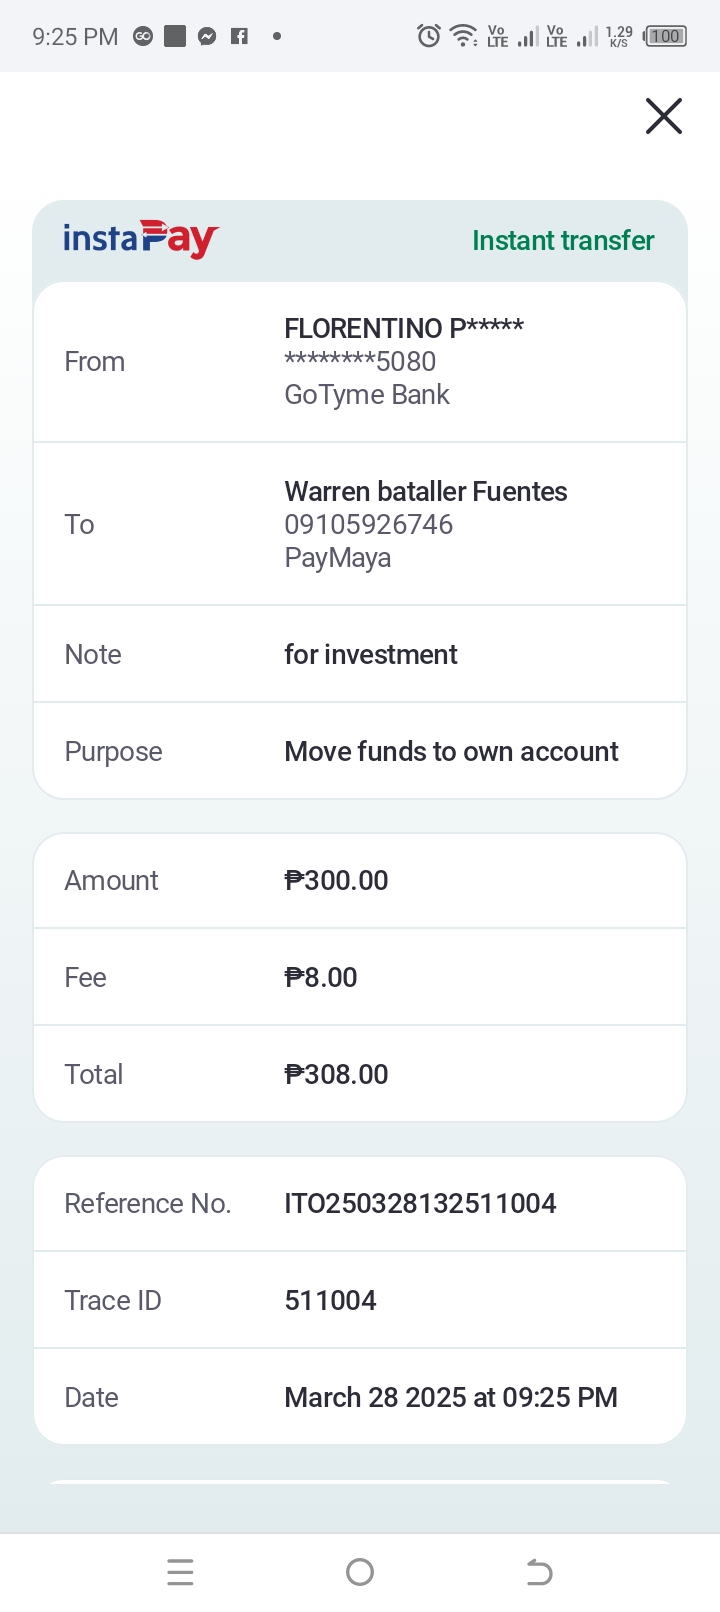 9:25 PM GO Vo LTE Vo LTE 1.29 K/S 100
instaPay Instant transfer
FLORENTINO P*****
From ********5080
GoTyme Bank
Warren bataller Fuentes
To 09105926746
PayMaya
Note for investment
Purpose Move funds to own account
Amount ₱300.00
Fee ₱8.00
Total ₱308.00
Reference No. ITO250328132511004
Trace ID 511004
Date March 28 2025 at 09:25 PM